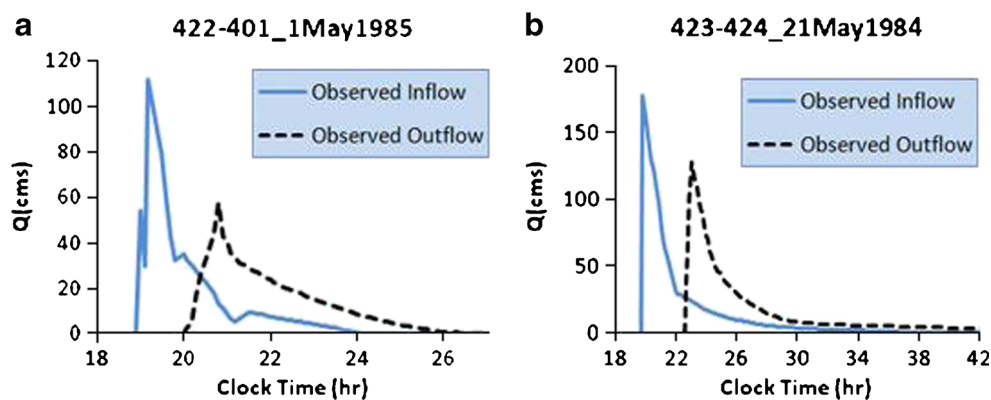 a
422-401_1May1985
120
100
80
60
40
20
0
Q(cms)
18 20 22 24 26
Clock Time (hr)
Observed Inflow
Observed Outflow
b
423-424_21May1984
200
150
100
50
0
Q(cms)
18 22 26 30 34 38 42
Clock Time (hr)
Observed Inflow
Observed Outflow